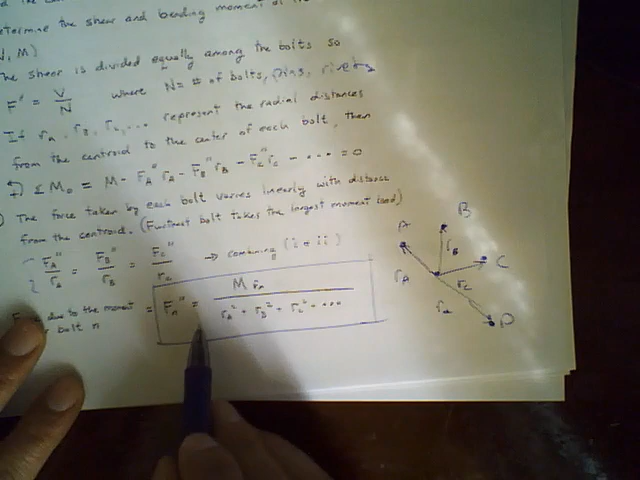 determine the shear and bending moment at
, M)
The shear is divided equally among the bolts so
F' = V/N where N = # of bolts, pins, rivets
If rA, rB, rC, ... represent the radial distances
from the centroid to the center of each bolt, then
Σ M₀ = M - FA"rA - FB"rB - FC"rC - .... = 0
The force taken by each bolt varies linearly with distance
from the centroid. (Furthest bolt takes the largest moment load)
FA"/rA = FB"/rB = FC"/rC → combining (i + ii)
due to the moment
bolt n
= Fn" = M rn / rA² + rB² + rC² + ...
A
B
C
D
rA
rB
rC